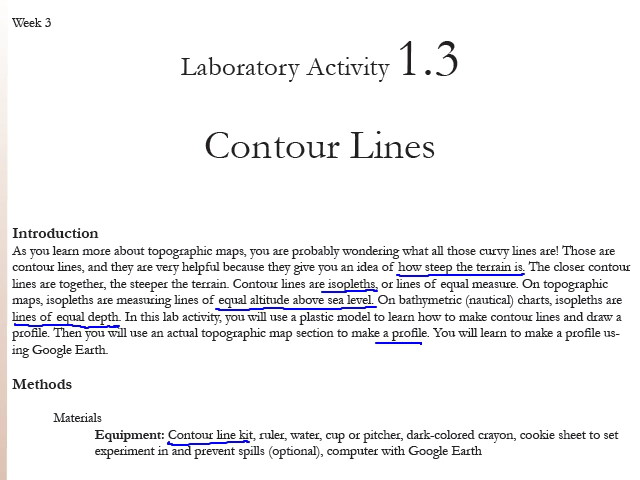 Week 3
Laboratory Activity 1.3
Contour Lines
Introduction
As you learn more about topographic maps, you are probably wondering what all those curvy lines are! Those are
contour lines, and they are very helpful because they give you an idea of how steep the terrain is. The closer contour
lines are together, the steeper the terrain. Contour lines are isopleths, or lines of equal measure. On topographic
maps, isopleths are measuring lines of equal altitude above sea level. On bathymetric (nautical) charts, isopleths are
lines of equal depth. In this lab activity, you will use a plastic model to learn how to make contour lines and draw a
profile. Then you will use an actual topographic map section to make a profile. You will learn to make a profile us-
ing Google Earth.
Methods
Materials
Equipment: Contour line kit, ruler, water, cup or pitcher, dark-colored crayon, cookie sheet to set
experiment in and prevent spills (optional), computer with Google Earth